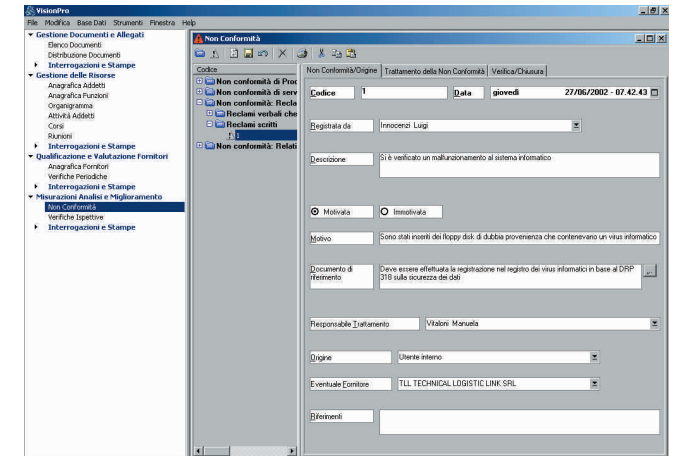 VisionPro
File Modifica Base Dati Strumenti Finestra Help
Gestione Documenti e Allegati
Elenco Documenti
Distribuzione Documenti
Interrogazioni e Stampe
Gestione delle Risorse
Anagrafica Addetti
Anagrafica Funzioni
Organigramma
Attività Addetti
Corsi
Riunioni
Interrogazioni e Stampe
Qualificazione e Valutazione Fornitori
Anagrafica Fornitori
Verifiche Periodiche
Interrogazioni e Stampe
Misurazioni Analisi e Miglioramento
Non Conformità
Verifiche Ispettive
Interrogazioni e Stampe
Non Conformità
Codice
Non conformità di Proc
Non conformità di serv
Non conformità: Recla
Reclami verbali che
Reclami scritti
1
Non conformità: Relati
Non Conformità/Origine Trattamento della Non Conformità Verifica/Chiusura
Codice 1 Data giovedì 27/06/2002 - 07.42.43
Registrata da Innocenzi Luigi
Descrizione Si è verificato un malfunzionamento al sistema informatico
Motivata Immotivata
Motivo Sono stati inseriti dei floppy disk di dubbia provenienza che contenevano un virus informatico
Documento di riferimento Deve essere effettuata la registrazione nel registro dei virus informatici in base al DRP
318 sulla sicurezza dei dati
...
Responsabile Trattamento Vitaloni Manuela
Origine Utente interno
Eventuale Fornitore TLL TECHNICAL LOGISTIC LINK SRL
Riferimenti